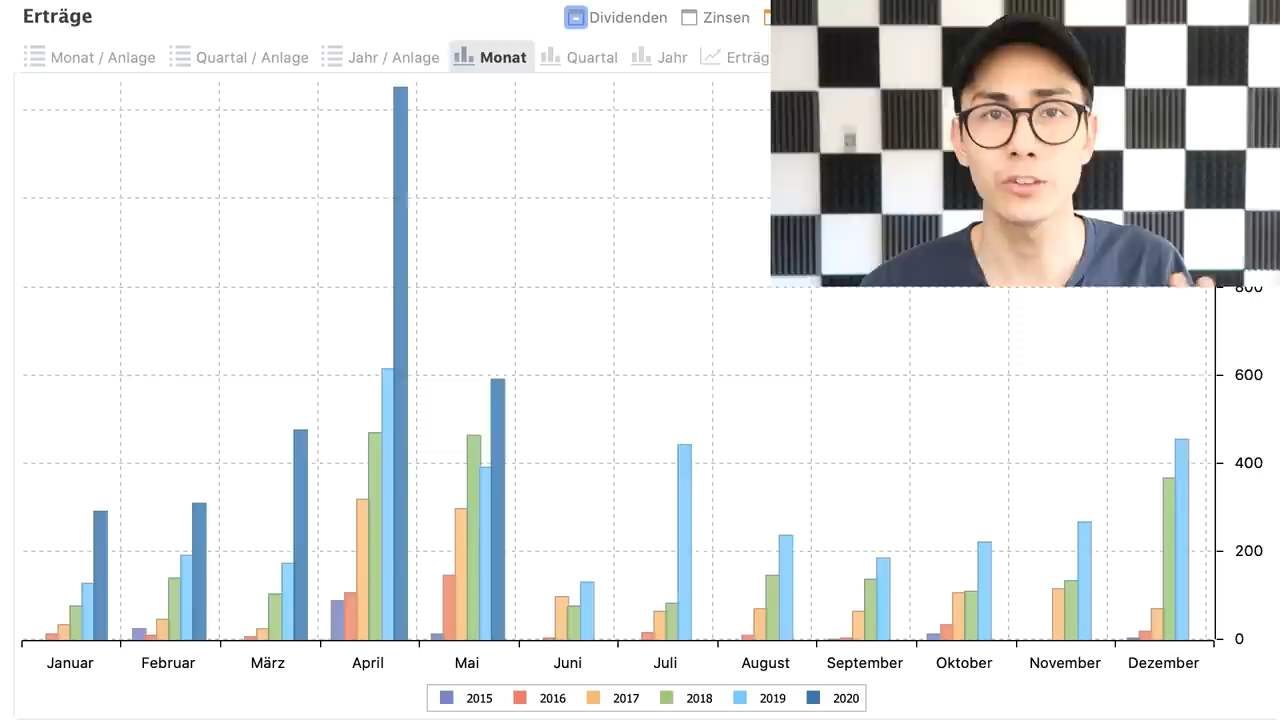 Erträge
Dividenden Zinsen
Monat / Anlage Quartal / Anlage Jahr / Anlage Monat Quartal Jahr
800
600
400
200
0
Januar Februar März April Mai Juni Juli August September Oktober November Dezember
2015 2016 2017 2018 2019 2020